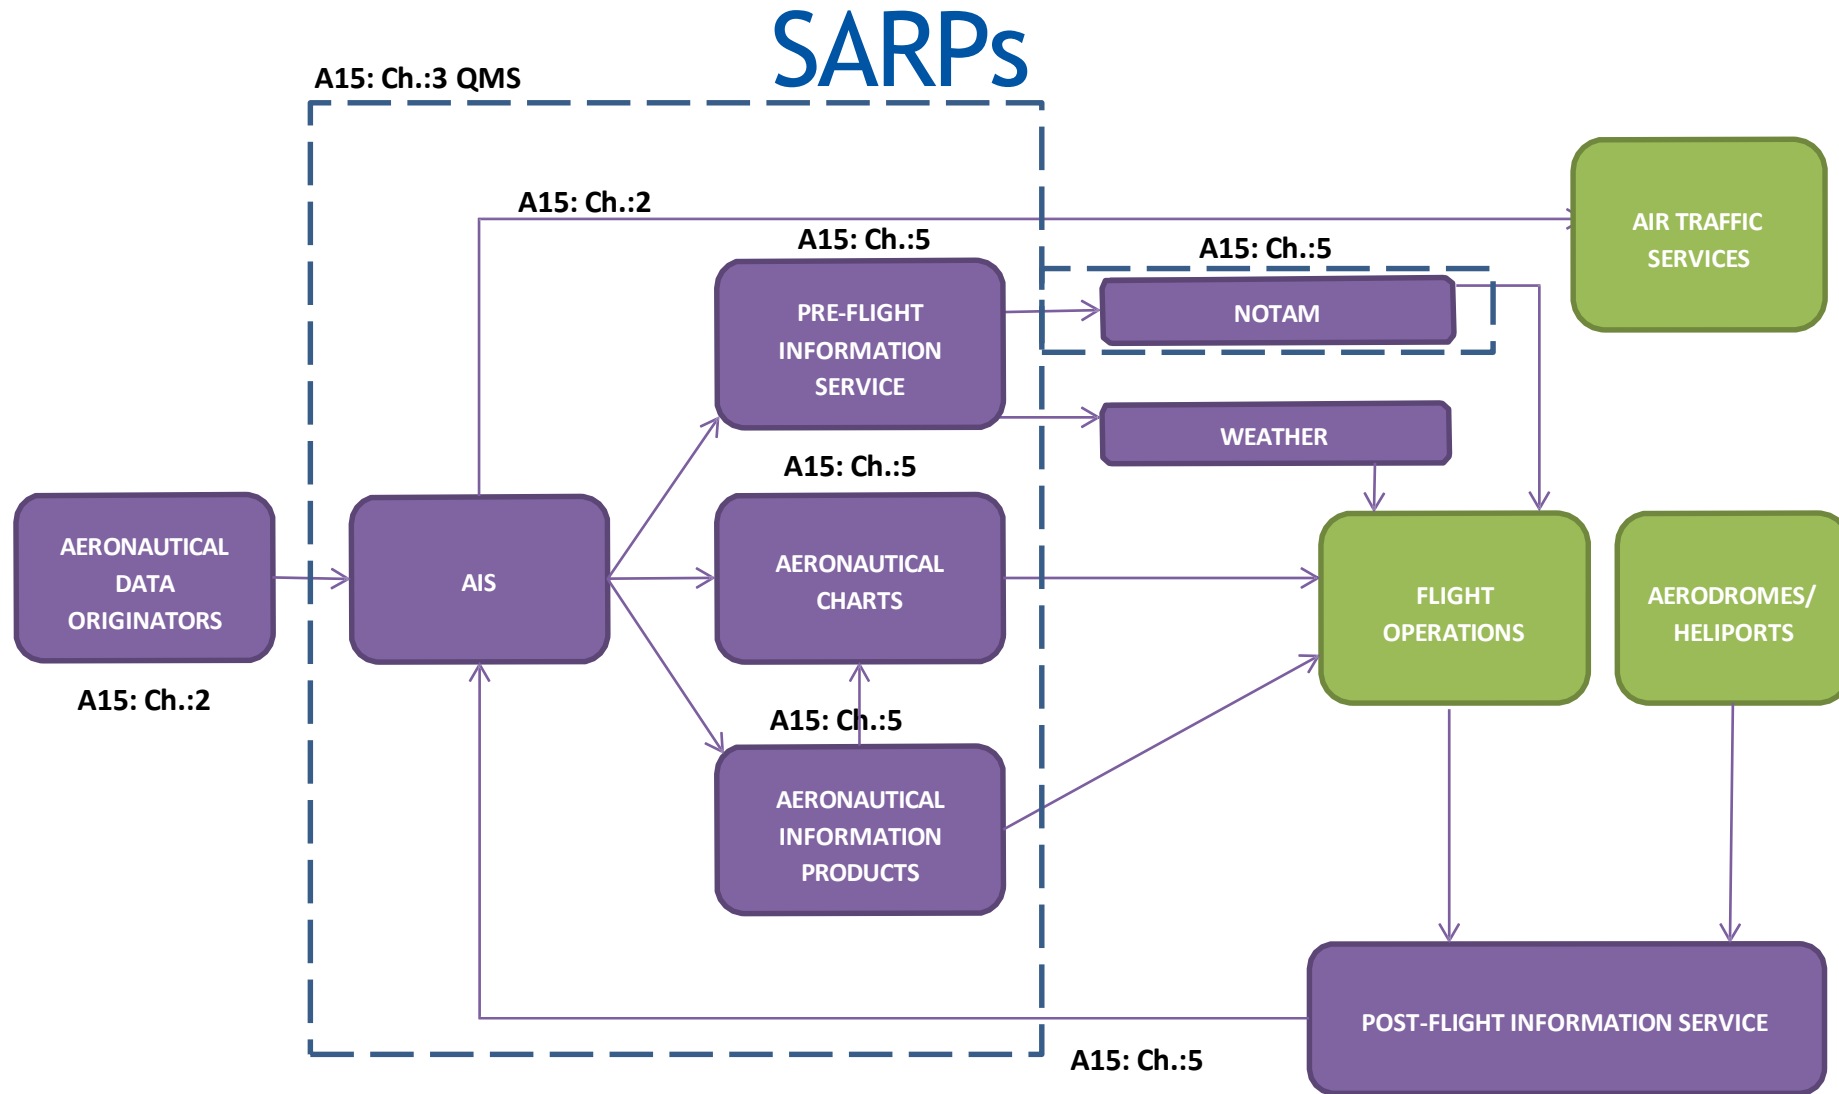 SARPs
A15: Ch.:3 QMS
A15: Ch.:2
A15: Ch.:5
A15: Ch.:5
AIR TRAFFIC
SERVICES
PRE-FLIGHT
INFORMATION
SERVICE
NOTAM
WEATHER
A15: Ch.:5
AERONAUTICAL
DATA
ORIGINATORS
AIS
AERONAUTICAL
CHARTS
FLIGHT
OPERATIONS
AERODROMES/
HELIPORTS
A15: Ch.:2
A15: Ch.:5
AERONAUTICAL
INFORMATION
PRODUCTS
POST-FLIGHT INFORMATION SERVICE
A15: Ch.:5